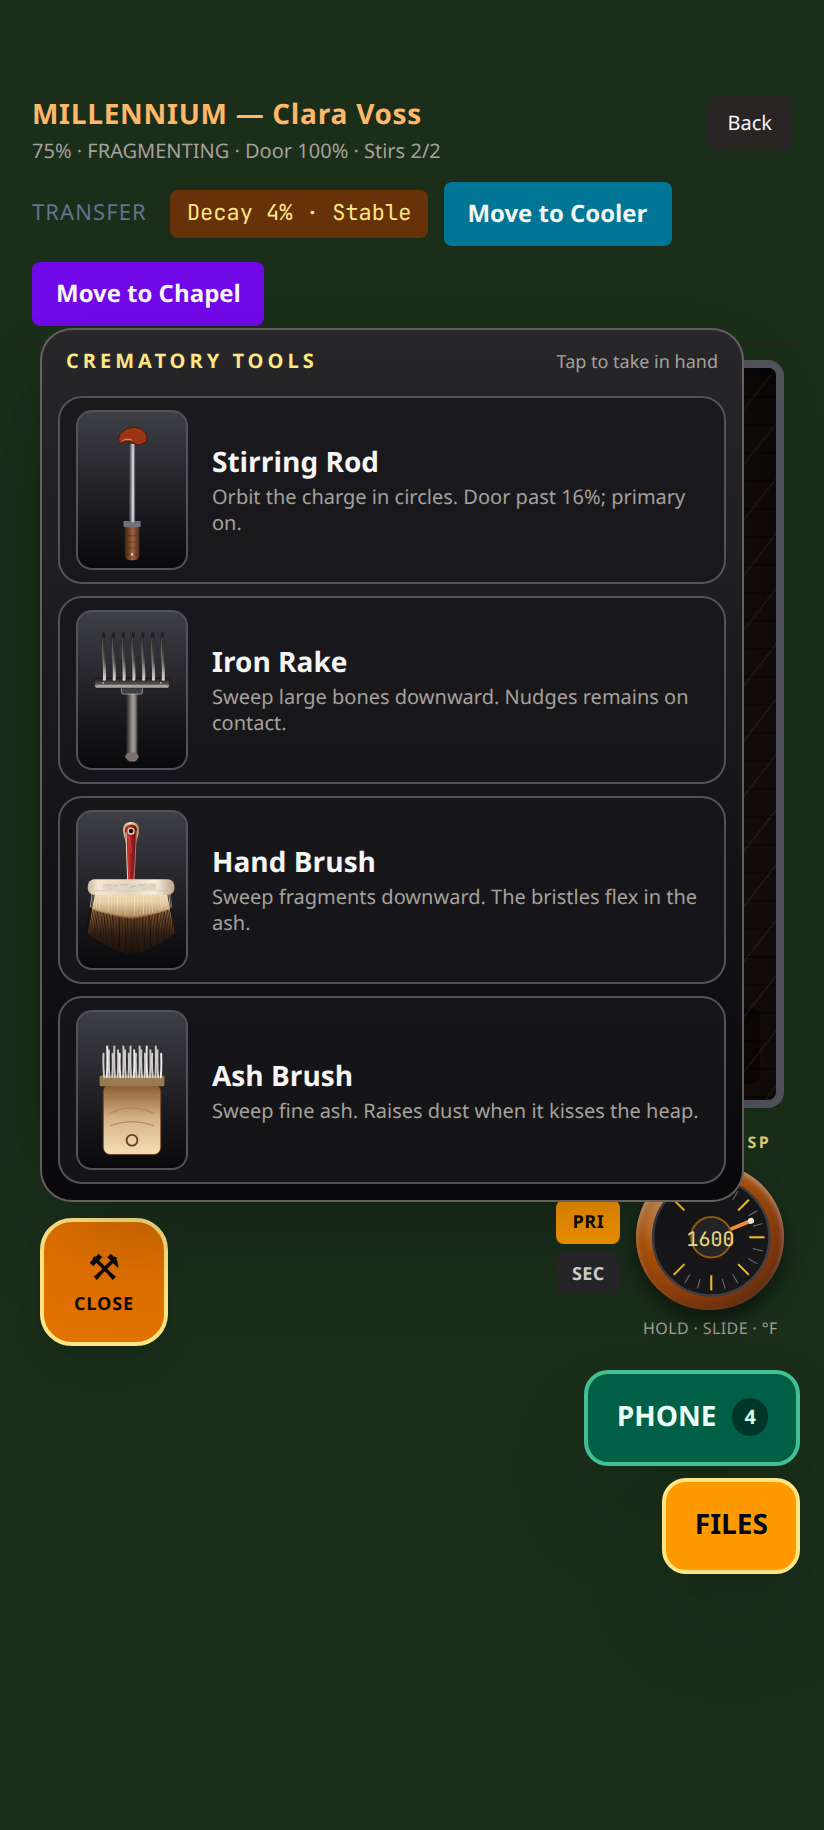 MILLENNIUM — Clara Voss
Back
75% · FRAGMENTING · Door 100% · Stirs 2/2
TRANSFER
Decay 4% · Stable
Move to Cooler
Move to Chapel
CREMATORY TOOLS
Tap to take in hand
Stirring Rod
Orbit the charge in circles. Door past 16%; primary
on.
Iron Rake
Sweep large bones downward. Nudges remains on
contact.
Hand Brush
Sweep fragments downward. The bristles flex in the
ash.
Ash Brush
Sweep fine ash. Raises dust when it kisses the heap.
SP
PRI
1600
SEC
⚒
CLOSE
HOLD · SLIDE · °F
PHONE 4
FILES